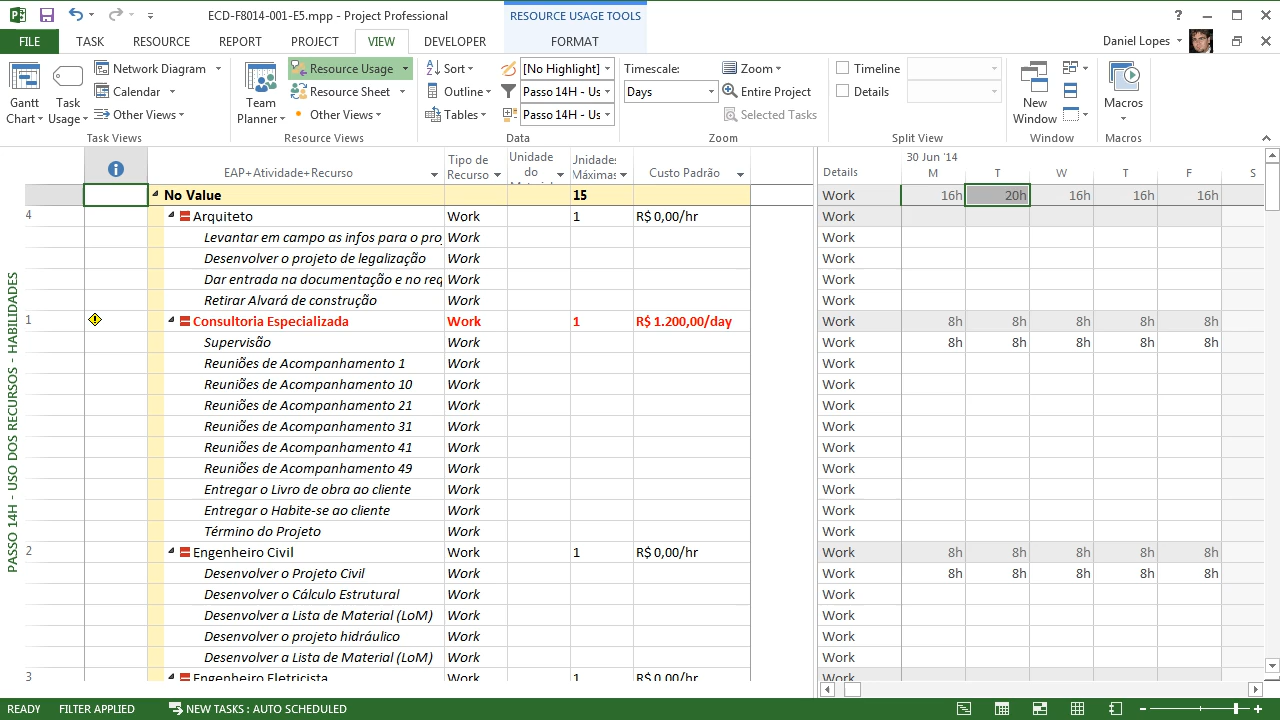 ECD-F8014-001-E5.mpp - Project Professional
RESOURCE USAGE TOOLS
?
FILE TASK RESOURCE REPORT PROJECT VIEW DEVELOPER FORMAT
Daniel Lopes
Gantt Chart
Task Usage
Network Diagram
Calendar
Other Views
Task Views
Team Planner
Resource Usage
Resource Sheet
Other Views
Resource Views
Sort
Outline
Tables
[No Highlight]
Passo 14H - Us
Passo 14H - Us
Data
Timescale:
Days
Zoom
Entire Project
Selected Tasks
Zoom
Timeline
Details
Split View
New Window
Window
Macros
Macros
EAP+Atividade+Recurso
Tipo de Recurso
Unidade do
Máximas
Custo Padrão
Details
30 Jun '14
M T W T F S
No Value 15 Work 16h 20h 16h 16h 16h
4 Arquiteto Work 1 R$ 0,00/hr Work
Levantar em campo as infos para o proj Work Work
Desenvolver o projeto de legalização Work Work
Dar entrada na documentação e no req Work Work
Retirar Alvará de construção Work Work
1 Consultoria Especializada Work 1 R$ 1.200,00/day Work 8h 8h 8h 8h 8h
Supervisão Work Work 8h 8h 8h 8h 8h
Reuniões de Acompanhamento 1 Work Work
Reuniões de Acompanhamento 10 Work Work
Reuniões de Acompanhamento 21 Work Work
Reuniões de Acompanhamento 31 Work Work
Reuniões de Acompanhamento 41 Work Work
Reuniões de Acompanhamento 49 Work Work
Entregar o Livro de obra ao cliente Work Work
Entregar o Habite-se ao cliente Work Work
Término do Projeto Work Work
2 Engenheiro Civil Work 1 R$ 0,00/hr Work 8h 8h 8h 8h 8h
Desenvolver o Projeto Civil Work Work 8h 8h 8h 8h 8h
Desenvolver o Cálculo Estrutural Work Work
Desenvolver a Lista de Material (LoM) Work Work
Desenvolver o projeto hidráulico Work Work
Desenvolver a Lista de Material (LoM) Work Work
3 Engenheiro Eletricista Work 1 R$ 0,00/hr Work
PASSO 14H - USO DOS RECURSOS - HABILIDADES
READY FILTER APPLIED NEW TASKS : AUTO SCHEDULED